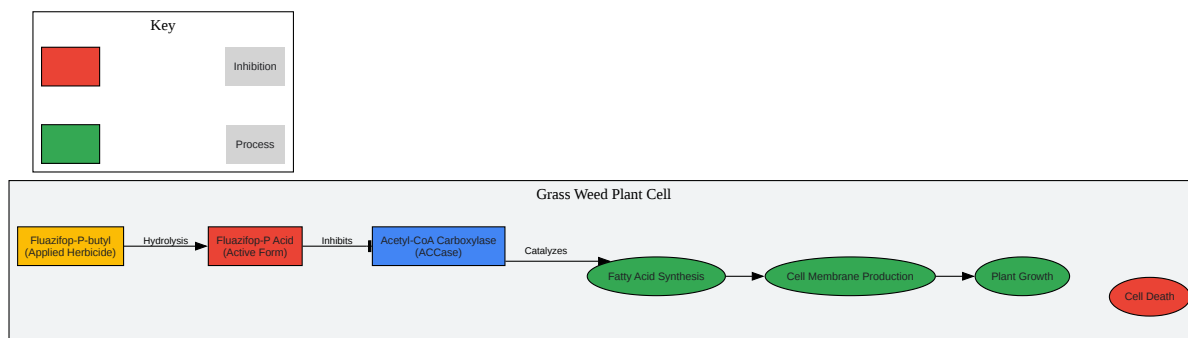 Key
Inhibition
Process
Grass Weed Plant Cell
Fluazifop-P-butyl
(Applied Herbicide)
Hydrolysis
Fluazifop-P Acid
(Active Form)
Inhibits
Acetyl-CoA Carboxylase
(ACCase)
Catalyzes
Fatty Acid Synthesis
Cell Membrane Production
Plant Growth
Cell Death